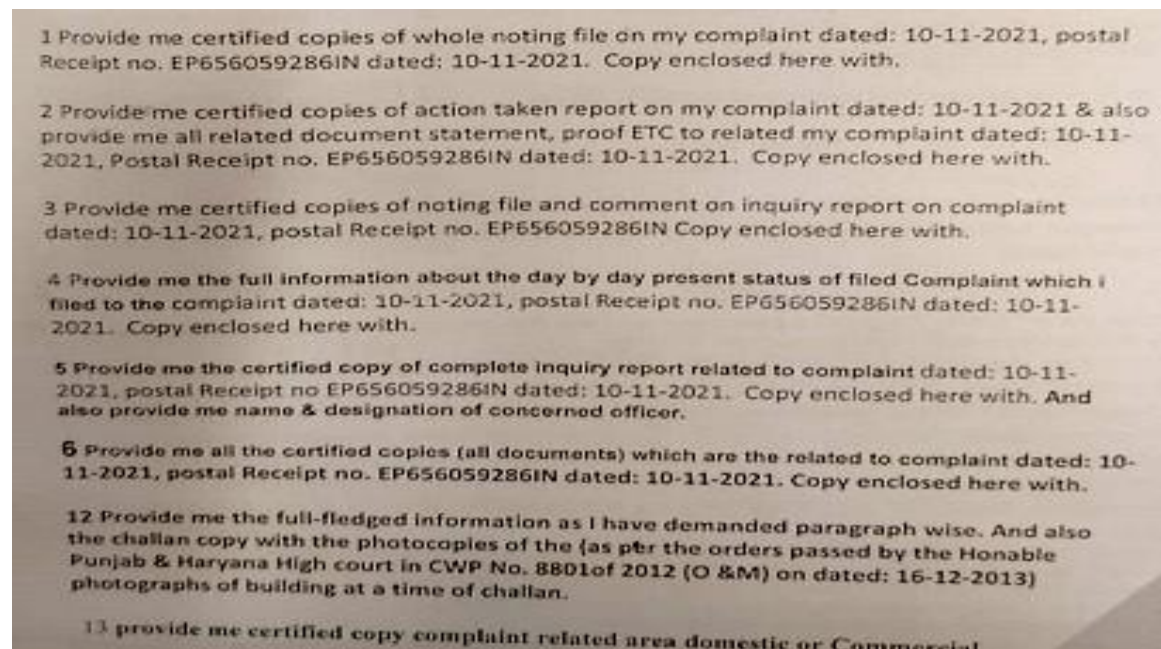 1 Provide me certified copies of whole noting file on my complaint dated: 10-11-2021, postal
Receipt no. EP656059286IN dated: 10-11-2021.  Copy enclosed here with.
2 Provide me certified copies of action taken report on my complaint dated: 10-11-2021 & also
provide me all related document statement, proof ETC to related my complaint dated: 10-11-
2021, Postal Receipt no. EP656059286IN dated: 10-11-2021.  Copy enclosed here with.
3 Provide me certified copies of noting file and comment on inquiry report on complaint
dated: 10-11-2021, postal Receipt no. EP656059286IN Copy enclosed here with.
4 Provide me the full information about the day by day present status of filed Complaint which i
filed to the complaint dated: 10-11-2021, postal Receipt no. EP656059286IN dated: 10-11-
2021.  Copy enclosed here with.
5 Provide me the certified copy of complete inquiry report related to complaint dated: 10-11-
2021, postal Receipt no EP656059286IN dated: 10-11-2021.  Copy enclosed here with. And
also provide me name & designation of concerned officer.
6 Provide me all the certified copies (all documents) which are the related to complaint dated: 10-
11-2021, postal Receipt no. EP656059286IN dated: 10-11-2021. Copy enclosed here with.
12 Provide me the full-fledged information as I have demanded paragraph wise. And also
the challan copy with the photocopies of the (as per the orders passed by the Honable
Punjab & Haryana High court in CWP No. 8801of 2012 (O &M) on dated: 16-12-2013)
photographs of building at a time of challan.
13 provide me certified copy complaint related area domestic or Commercial